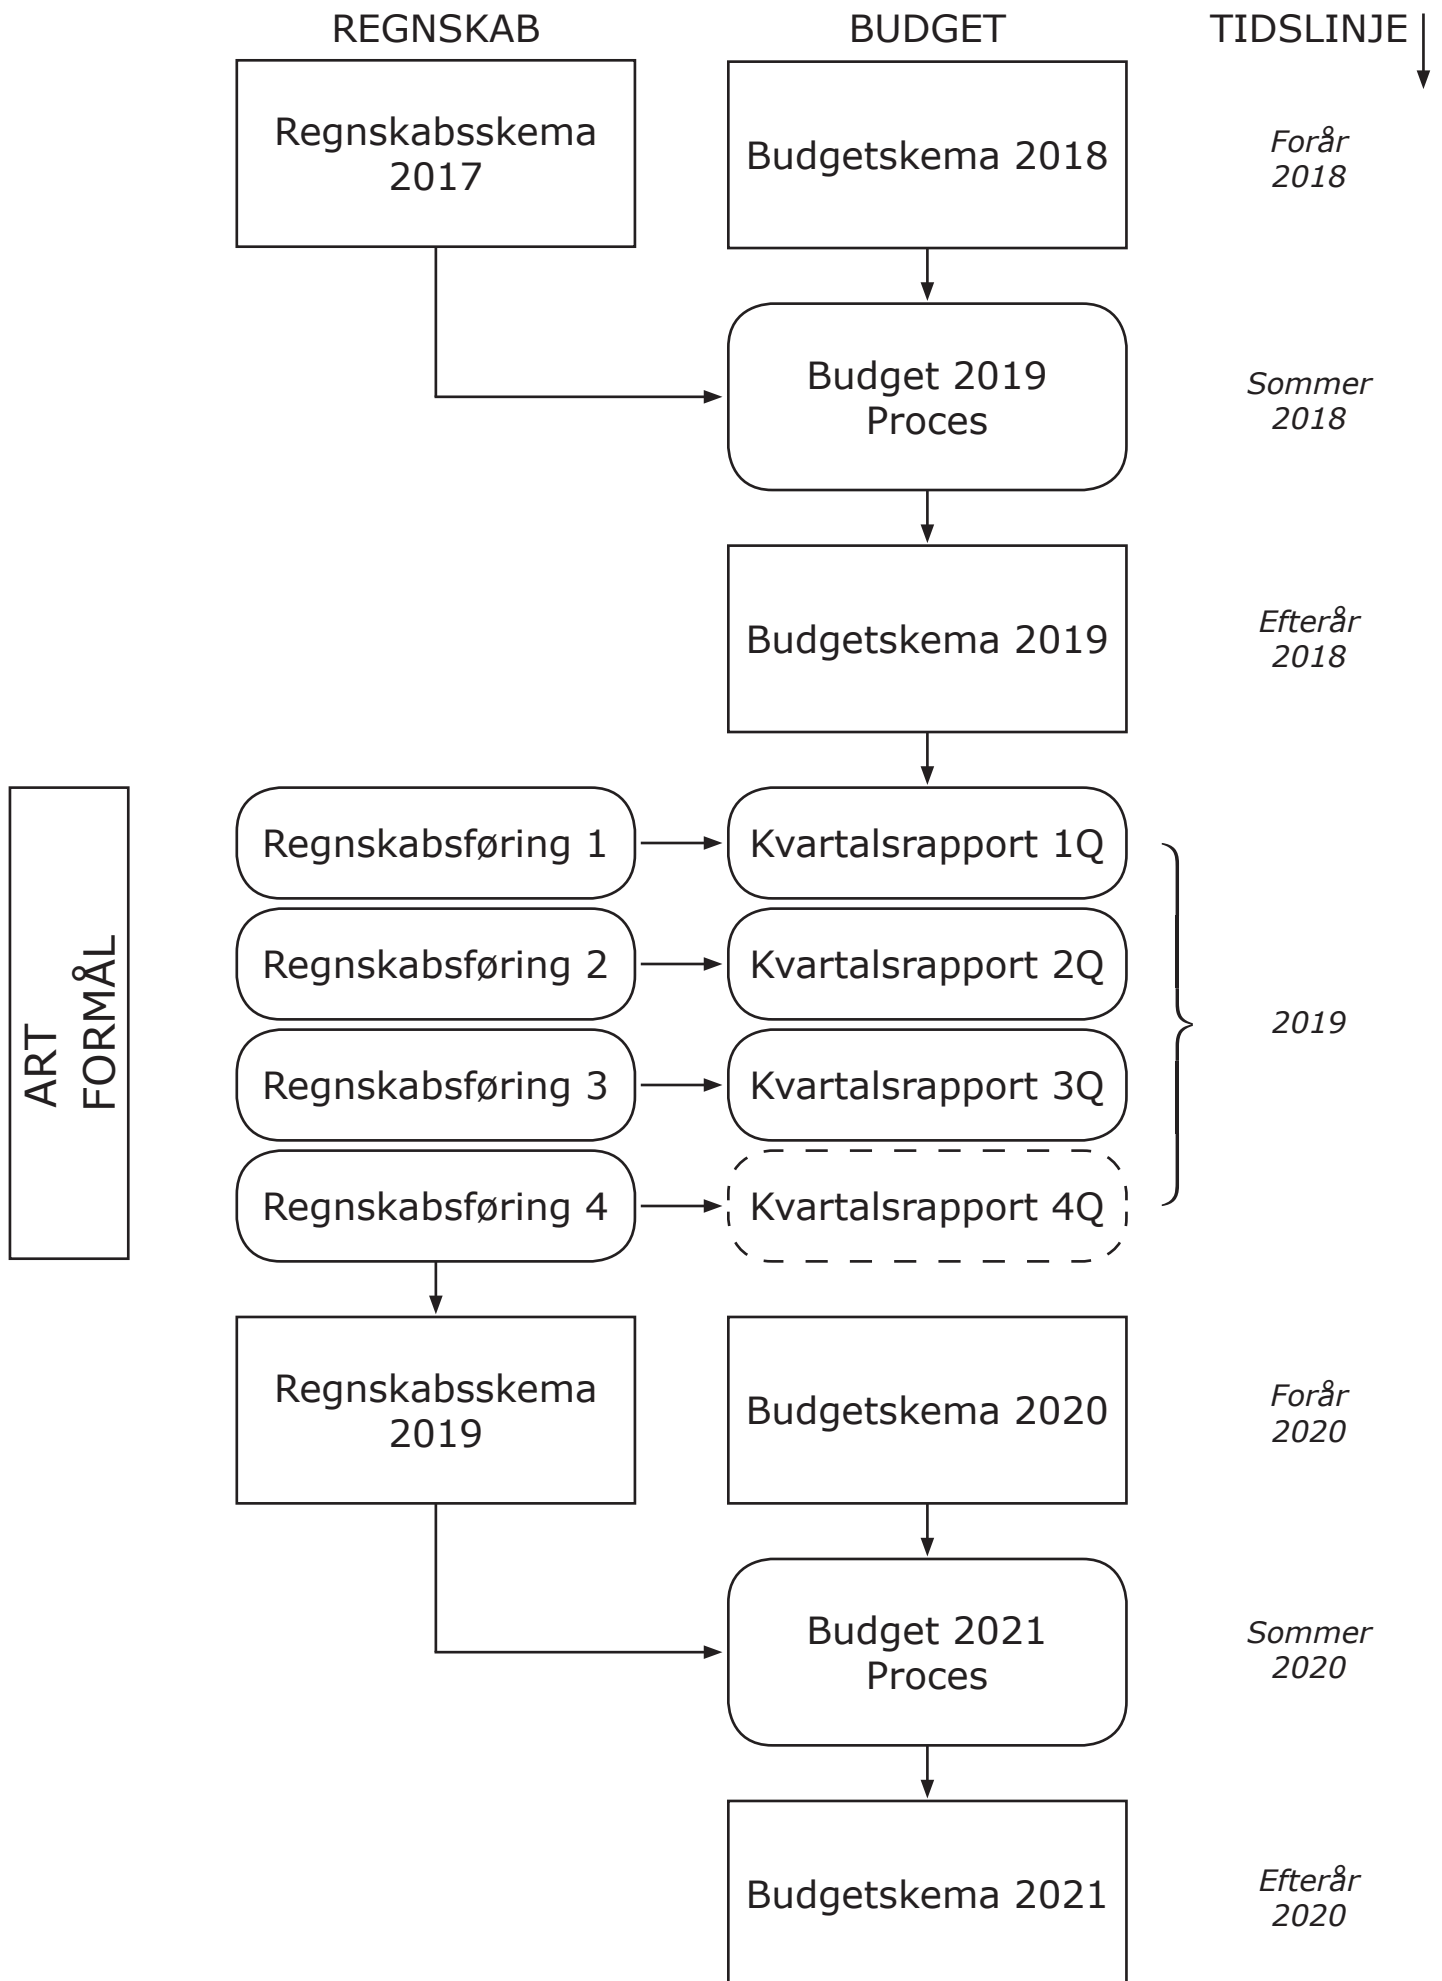 REGNSKAB
BUDGET
TIDSLINJE
Regnskabsskema
2017
Budgetskema 2018
Forår
2018
Budget 2019
Proces
Sommer
2018
Budgetskema 2019
Efterår
2018
ART
FORMÅL
Regnskabsføring 1
Kvartalsrapport 1Q
Regnskabsføring 2
Kvartalsrapport 2Q
Regnskabsføring 3
Kvartalsrapport 3Q
Regnskabsføring 4
Kvartalsrapport 4Q
2019
Regnskabsskema
2019
Budgetskema 2020
Forår
2020
Budget 2021
Proces
Sommer
2020
Budgetskema 2021
Efterår
2020